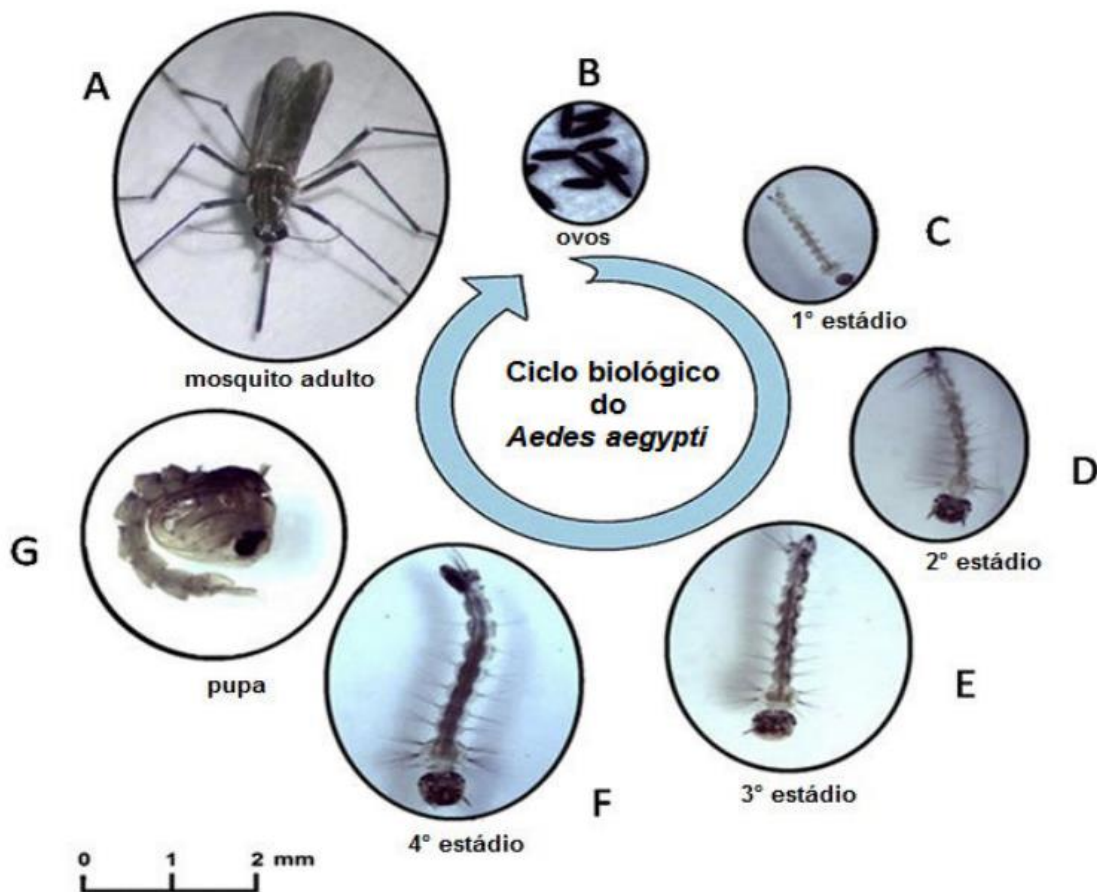 A
B
ovos
C
1° estádio
mosquito adulto
Ciclo biológico
do
Aedes aegypti
D
2° estádio
G
pupa
E
3° estádio
F
4° estádio
0 1 2 mm